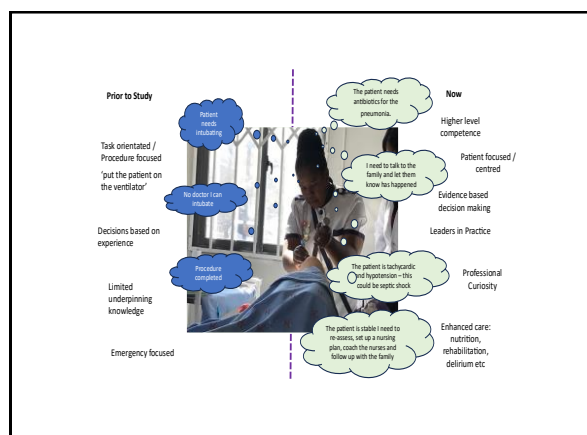 Prior to Study
Patient
needs
intubating
Task orientated /
Procedure focused
'put the patient on
the ventilator'
No doctor I can
intubate
Decisions based on
experience
Procedure
completed
Limited
underpinning
knowledge
Emergency focused
The patient needs
antibiotics for the
pneumonia.
Now
Higher level
competence
I need to talk to the
family and let them
know has happened
Patient focused /
centred
Evidence based
decision making
Leaders in Practice
The patient is tachycardic
and hypotension – this
could be septic shock
Professional
Curiosity
The patient is stable I need to
re-assess, set up a nursing
plan, coach the nurses and
follow up with the family
Enhanced care:
nutrition,
rehabilitation,
delirium etc